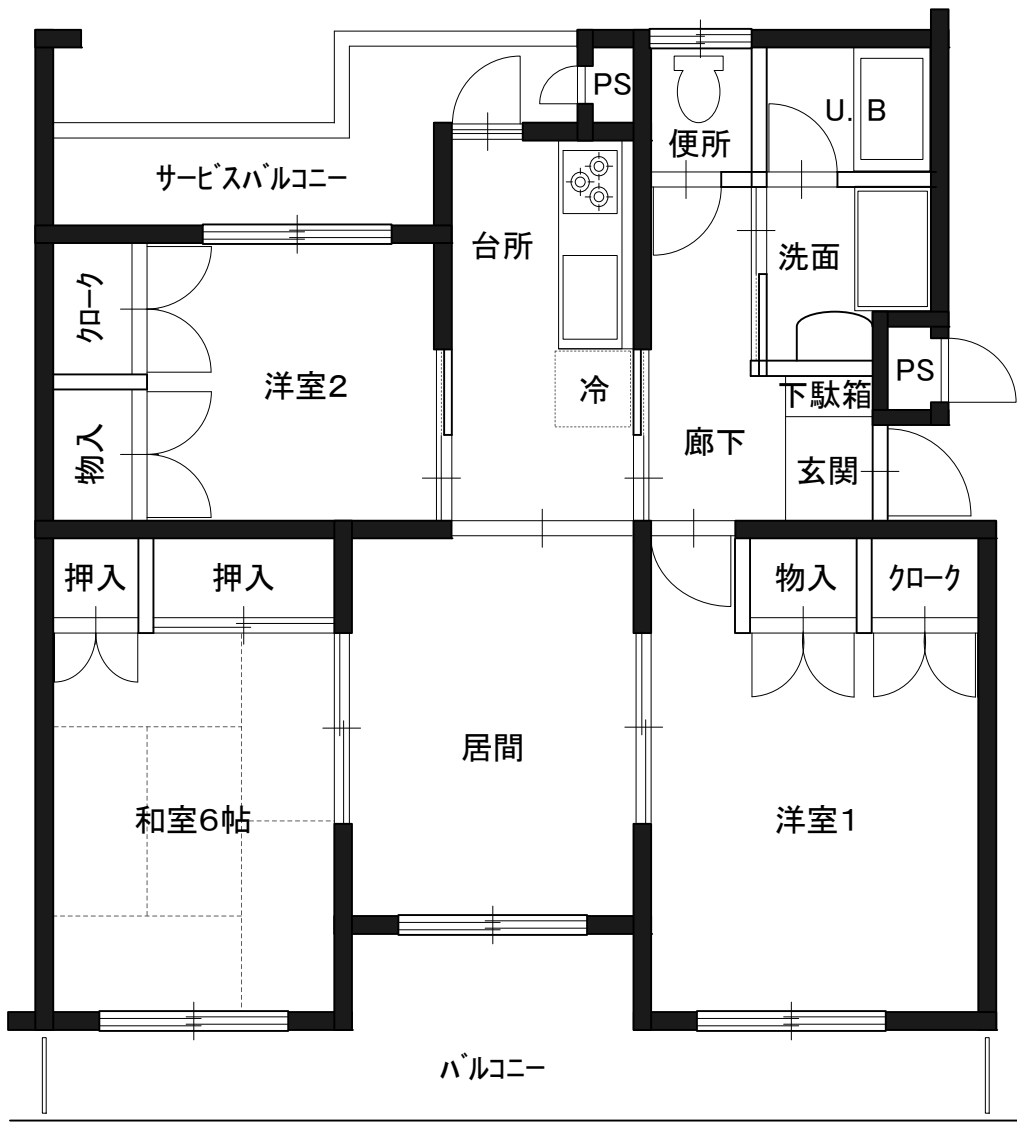 PS
U.B
便所
サービスバルコニー
台所
洗面
クローク
洋室2
冷
下駄箱
PS
物入
廊下
玄関
押入
押入
物入
クローク
居間
和室6帖
洋室1
バルコニー